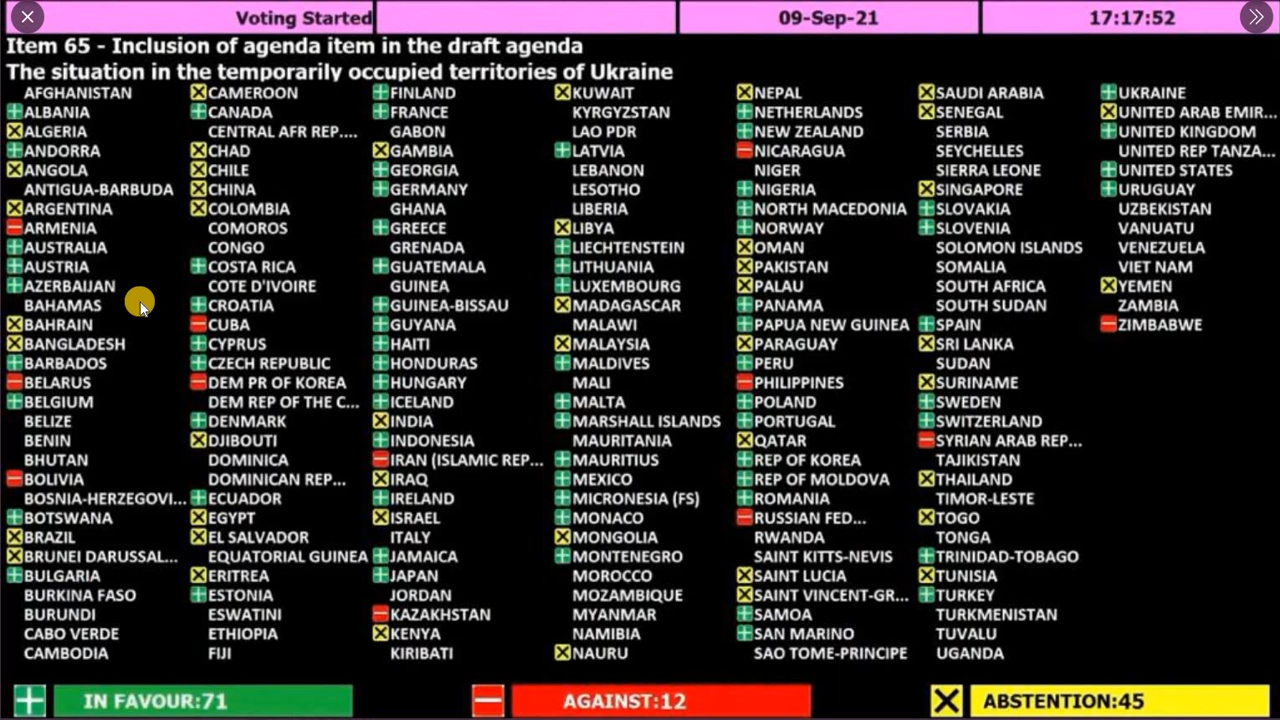 Voting Started
09-Sep-21
17:17:52
Item 65 - Inclusion of agenda item in the draft agenda
The situation in the temporarily occupied territories of Ukraine
AFGHANISTAN
ALBANIA
ALGERIA
ANDORRA
ANGOLA
ANTIGUA-BARBUDA
ARGENTINA
ARMENIA
AUSTRALIA
AUSTRIA
AZERBAIJAN
BAHAMAS
BAHRAIN
BANGLADESH
BARBADOS
BELARUS
BELGIUM
BELIZE
BENIN
BHUTAN
BOLIVIA
BOSNIA-HERZEGOVI...
BOTSWANA
BRAZIL
BRUNEI DARUSSAL...
BULGARIA
BURKINA FASO
BURUNDI
CABO VERDE
CAMBODIA
CAMEROON
CANADA
CENTRAL AFR REP....
CHAD
CHILE
CHINA
COLOMBIA
COMOROS
CONGO
COSTA RICA
COTE D'IVOIRE
CROATIA
CUBA
CYPRUS
CZECH REPUBLIC
DEM PR OF KOREA
DEM REP OF THE C...
DENMARK
DJIBOUTI
DOMINICA
DOMINICAN REP...
ECUADOR
EGYPT
EL SALVADOR
EQUATORIAL GUINEA
ERITREA
ESTONIA
ESWATINI
ETHIOPIA
FIJI
FINLAND
FRANCE
GABON
GAMBIA
GEORGIA
GERMANY
GHANA
GREECE
GRENADA
GUATEMALA
GUINEA
GUINEA-BISSAU
GUYANA
HAITI
HONDURAS
HUNGARY
ICELAND
INDIA
INDONESIA
IRAN (ISLAMIC REP...
IRAQ
IRELAND
ISRAEL
ITALY
JAMAICA
JAPAN
JORDAN
KAZAKHSTAN
KENYA
KIRIBATI
KUWAIT
KYRGYZSTAN
LAO PDR
LATVIA
LEBANON
LESOTHO
LIBERIA
LIBYA
LIECHTENSTEIN
LITHUANIA
LUXEMBOURG
MADAGASCAR
MALAWI
MALAYSIA
MALDIVES
MALI
MALTA
MARSHALL ISLANDS
MAURITANIA
MAURITIUS
MEXICO
MICRONESIA (FS)
MONACO
MONGOLIA
MONTENEGRO
MOROCCO
MOZAMBIQUE
MYANMAR
NAMIBIA
NAURU
NEPAL
NETHERLANDS
NEW ZEALAND
NICARAGUA
NIGER
NIGERIA
NORTH MACEDONIA
NORWAY
OMAN
PAKISTAN
PALAU
PANAMA
PAPUA NEW GUINEA
PARAGUAY
PERU
PHILIPPINES
POLAND
PORTUGAL
QATAR
REP OF KOREA
REP OF MOLDOVA
ROMANIA
RUSSIAN FED...
RWANDA
SAINT KITTS-NEVIS
SAINT LUCIA
SAINT VINCENT-GR...
SAMOA
SAN MARINO
SAO TOME-PRINCIPE
SAUDI ARABIA
SENEGAL
SERBIA
SEYCHELLES
SIERRA LEONE
SINGAPORE
SLOVAKIA
SLOVENIA
SOLOMON ISLANDS
SOMALIA
SOUTH AFRICA
SOUTH SUDAN
SPAIN
SRI LANKA
SUDAN
SURINAME
SWEDEN
SWITZERLAND
SYRIAN ARAB REP...
TAJIKISTAN
THAILAND
TIMOR-LESTE
TOGO
TONGA
TRINIDAD-TOBAGO
TUNISIA
TURKEY
TURKMENISTAN
TUVALU
UGANDA
UKRAINE
UNITED ARAB EMIR...
UNITED KINGDOM
UNITED REP TANZA...
UNITED STATES
URUGUAY
UZBEKISTAN
VANUATU
VENEZUELA
VIET NAM
YEMEN
ZAMBIA
ZIMBABWE
IN FAVOUR:71
AGAINST:12
ABSTENTION:45